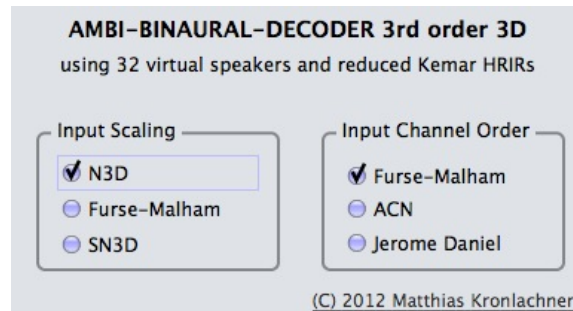 AMBI-BINAURAL-DECODER 3rd order 3D
using 32 virtual speakers and reduced Kemar HRIRs
Input Scaling
N3D
Furse-Malham
SN3D
Input Channel Order
Furse-Malham
ACN
Jerome Daniel
(C) 2012 Matthias Kronlachner